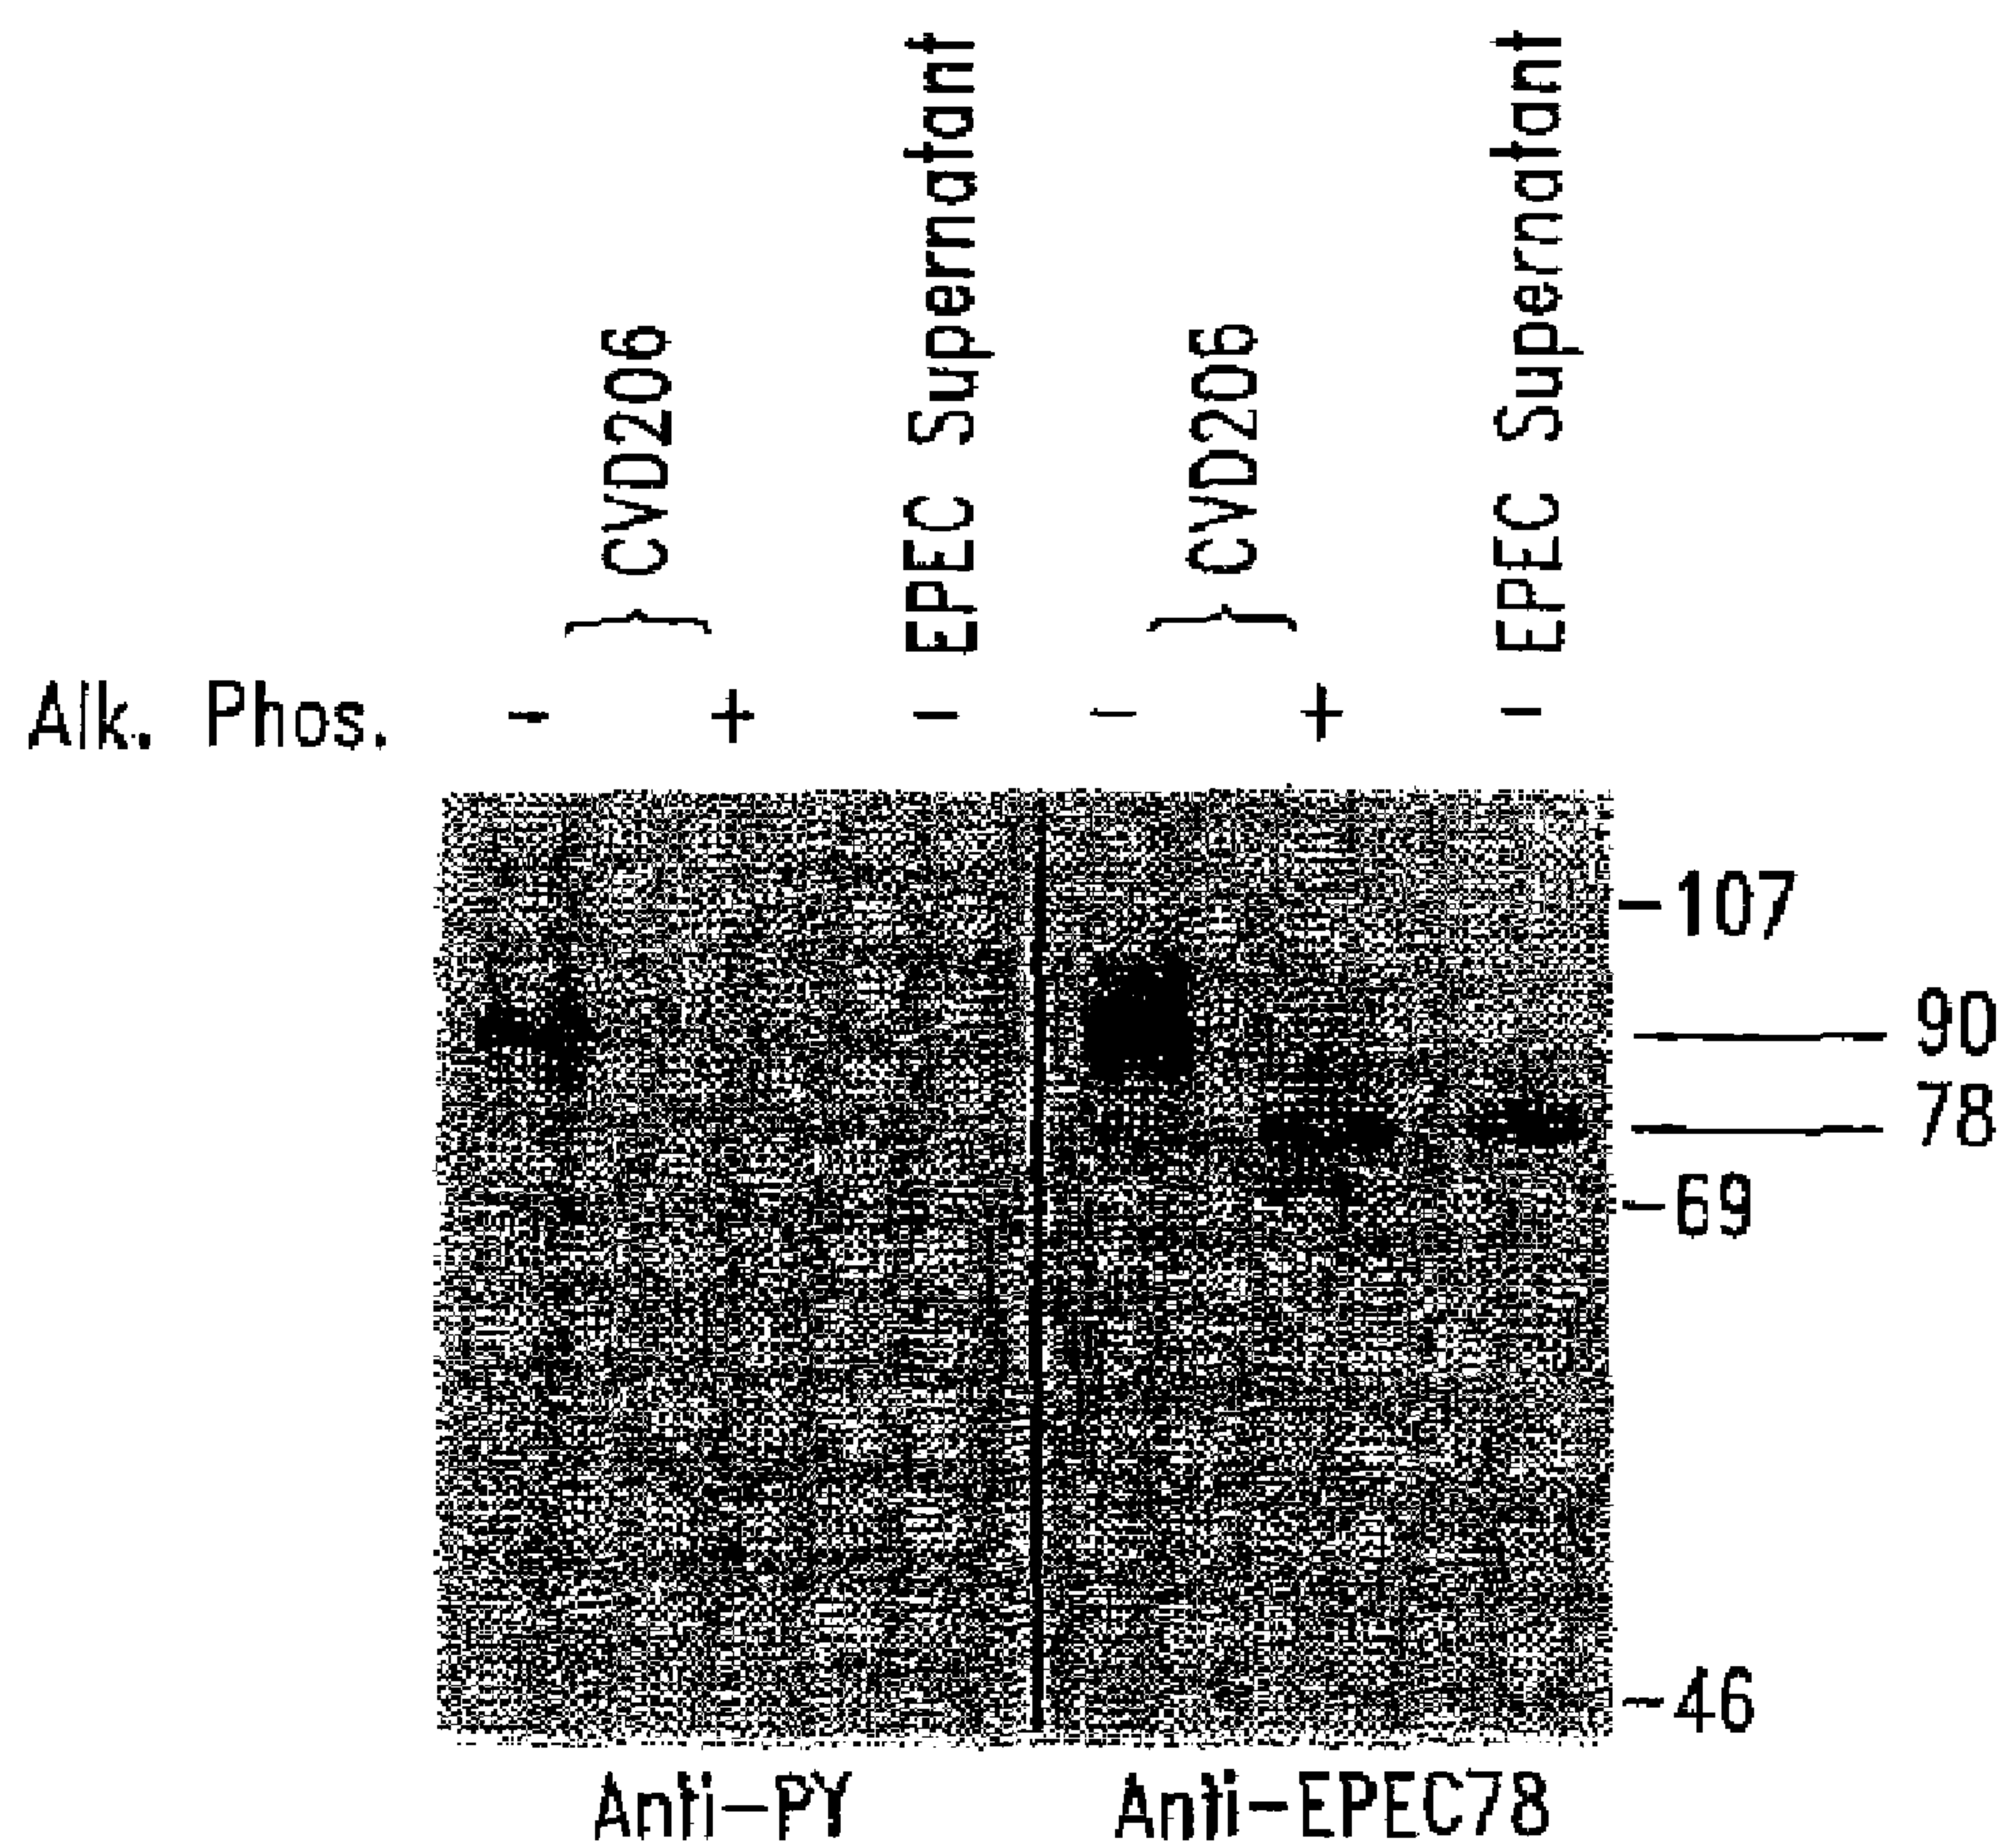 CVD206
EPEC Supernatant
CVD206
EPEC Supernatant
Alk. Phos. - + - - + -
-107
90
78
-69
-46
Anti-PY
Anti-EPEC78